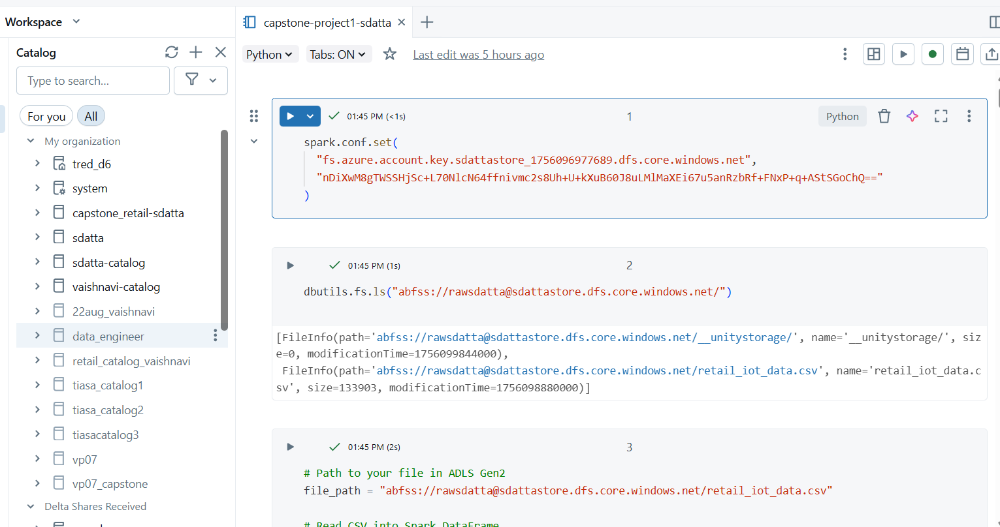 Workspace
capstone-project1-sdatta
Catalog
Python
Tabs: ON
Last edit was 5 hours ago
Type to search...
For you
All
My organization
tred_d6
system
capstone_retail-sdatta
sdatta
sdatta-catalog
vaishnavi-catalog
22aug_vaishnavi
data_engineer
retail_catalog_vaishnavi
tiasa_catalog1
tiasa_catalog2
tiasacatalog3
vp07
vp07_capstone
Delta Shares Received
01:45 PM (<1s)
1
Python
spark.conf.set(
"fs.azure.account.key.sdattastore_1756096977689.dfs.core.windows.net",
"nDiXwM8gTWSSHjSc+L70NlcN64ffnivmc2s8Uh+U+kXuB60J8uLMlMaXEi67u5anRzbRf+FNxP+q+AStSGoChQ=="
)
01:45 PM (1s)
2
dbutils.fs.ls("abfss://rawsdatta@sdattastore.dfs.core.windows.net/")
[FileInfo(path='abfss://rawsdatta@sdattastore.dfs.core.windows.net/__unitystorage/', name='__unitystorage/', siz
e=0, modificationTime=1756099844000),
FileInfo(path='abfss://rawsdatta@sdattastore.dfs.core.windows.net/retail_iot_data.csv', name='retail_iot_data.c
sv', size=133903, modificationTime=1756098880000)]
01:45 PM (2s)
3
# Path to your file in ADLS Gen2
file_path = "abfss://rawsdatta@sdattastore.dfs.core.windows.net/retail_iot_data.csv"
# Read CSV into Spark DataFrame